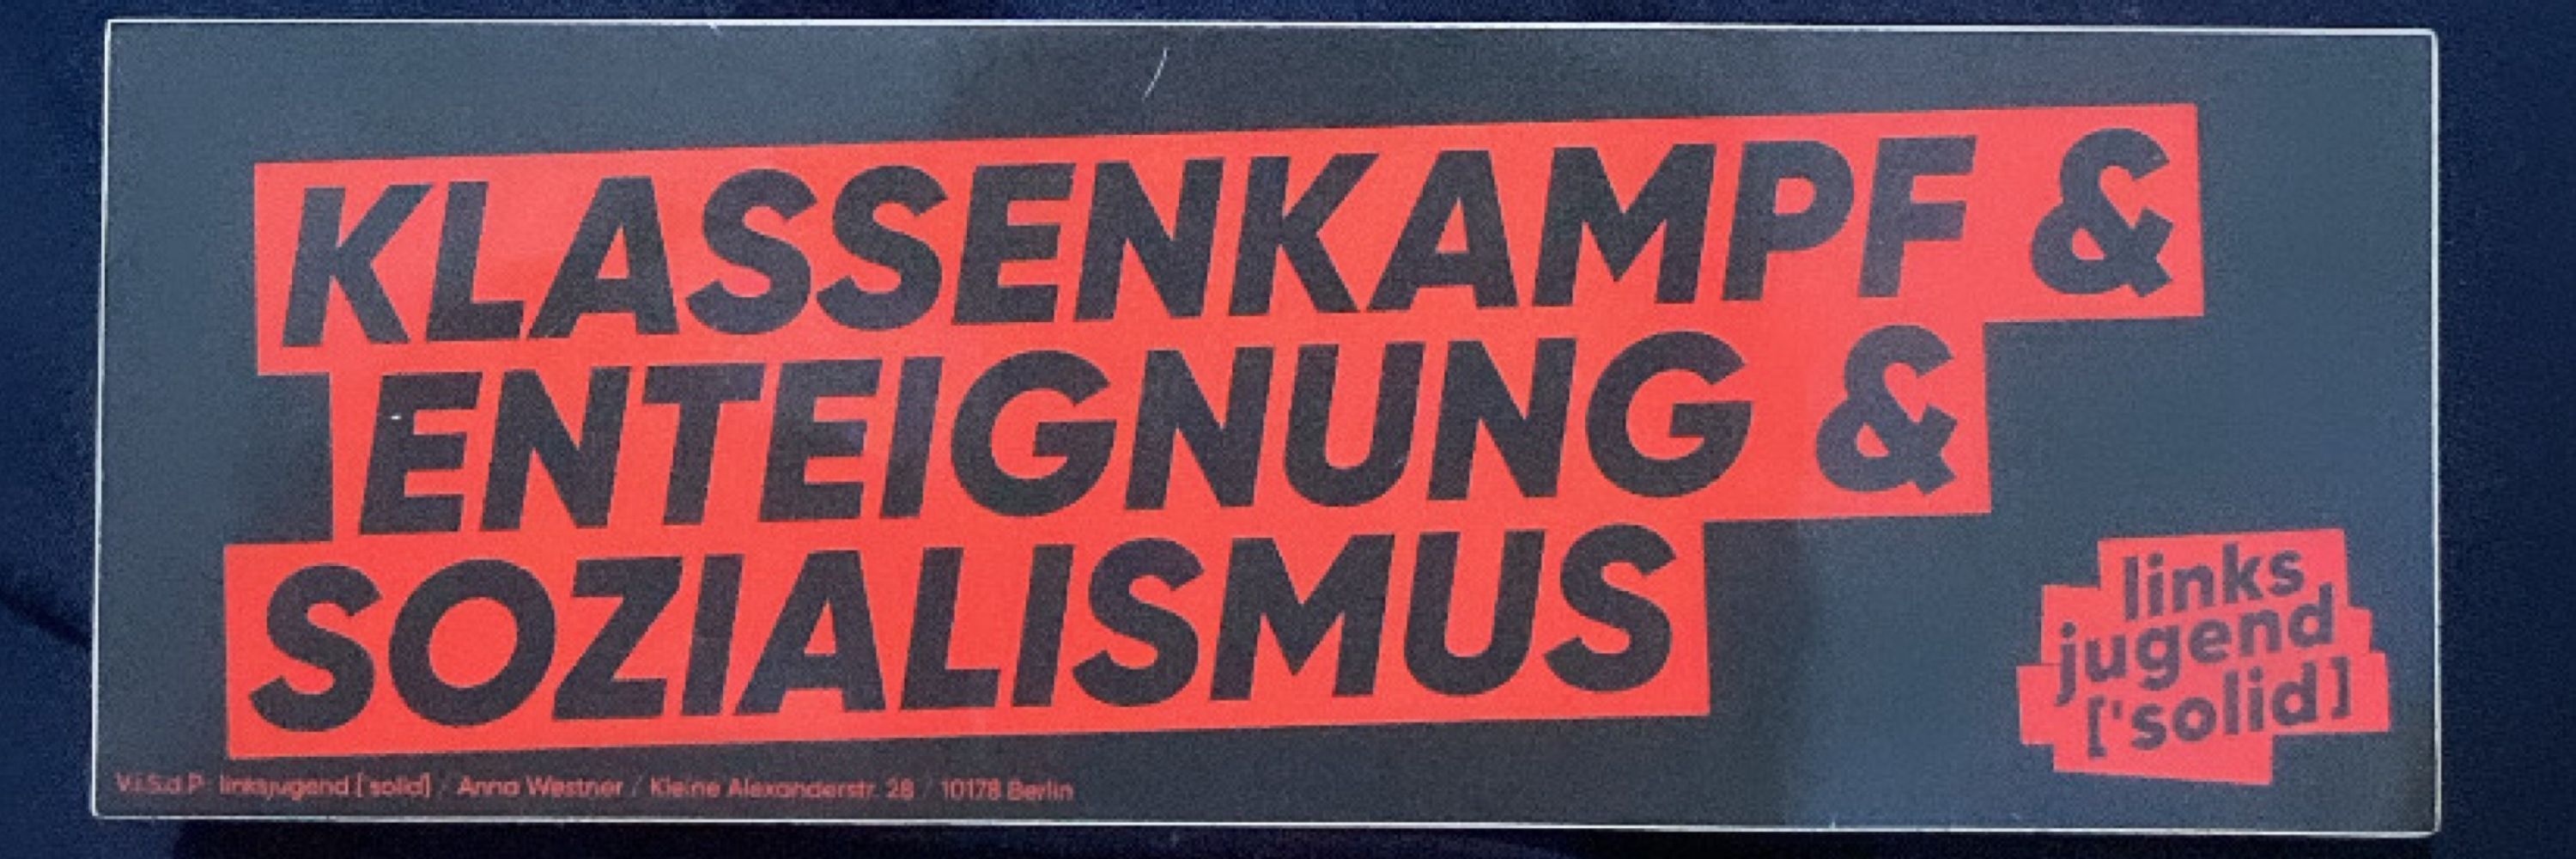 KLASSENKAMPF &
ENTEIGNUNG &
SOZIALISMUS
links
jugend
['solid]
V.i.S.d.P. linksjugend ['solid] / Anna Westner / Kleine Alexanderstr. 28 / 10178 Berlin